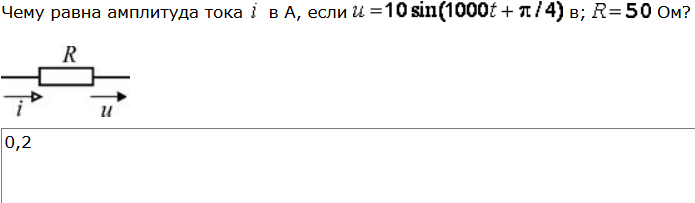 Чему равна амплитуда тока i в А, если u =10 sin(1000t + π / 4) в; R= 50 Ом?
R
i u
0,2